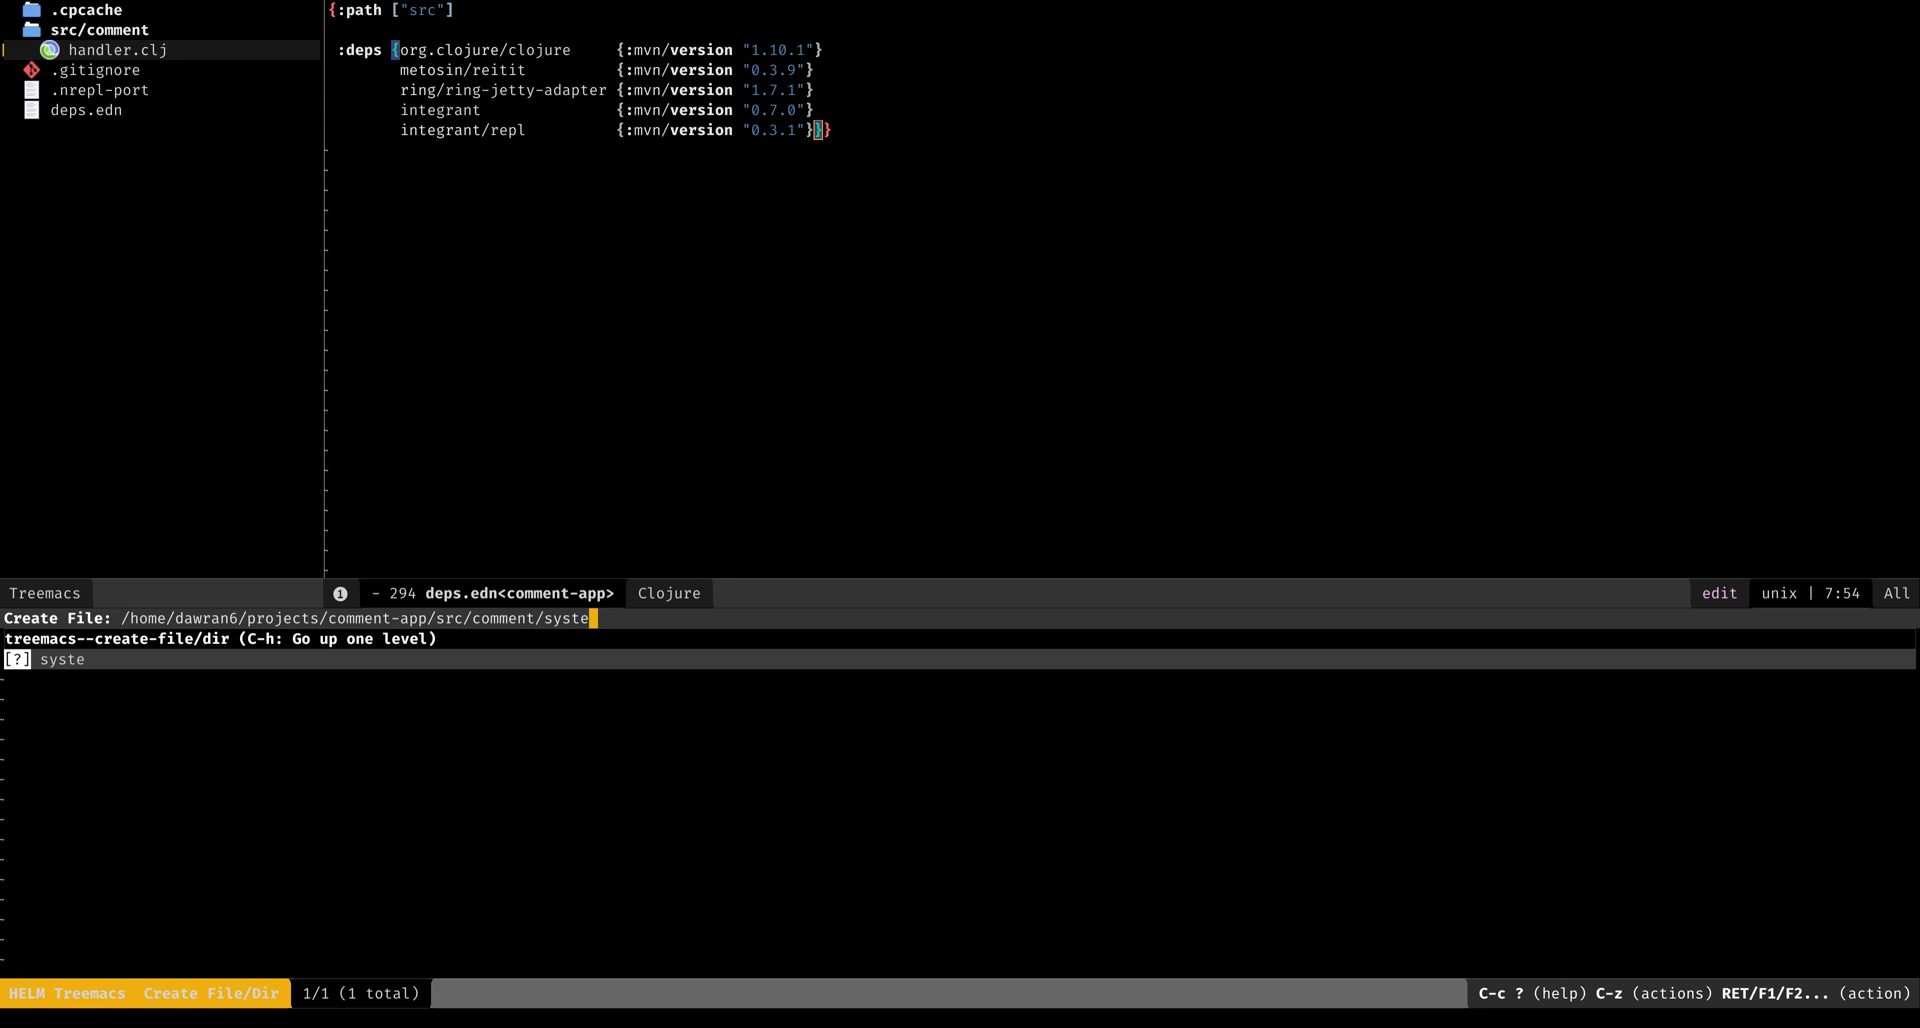 .cpcache
src/comment
handler.clj
.gitignore
.nrepl-port
deps.edn
{:path ["src"]
:deps {org.clojure/clojure {:mvn/version "1.10.1"}
metosin/reitit {:mvn/version "0.3.9"}
ring/ring-jetty-adapter {:mvn/version "1.7.1"}
integrant {:mvn/version "0.7.0"}
integrant/repl {:mvn/version "0.3.1"}}}
Treemacs
1 - 294 deps.edn<comment-app> Clojure edit unix | 7:54 All
Create File: /home/dawran6/projects/comment-app/src/comment/syste
treemacs--create-file/dir (C-h: Go up one level)
[?] syste
HELM Treemacs Create File/Dir 1/1 (1 total) C-c ? (help) C-z (actions) RET/F1/F2... (action)